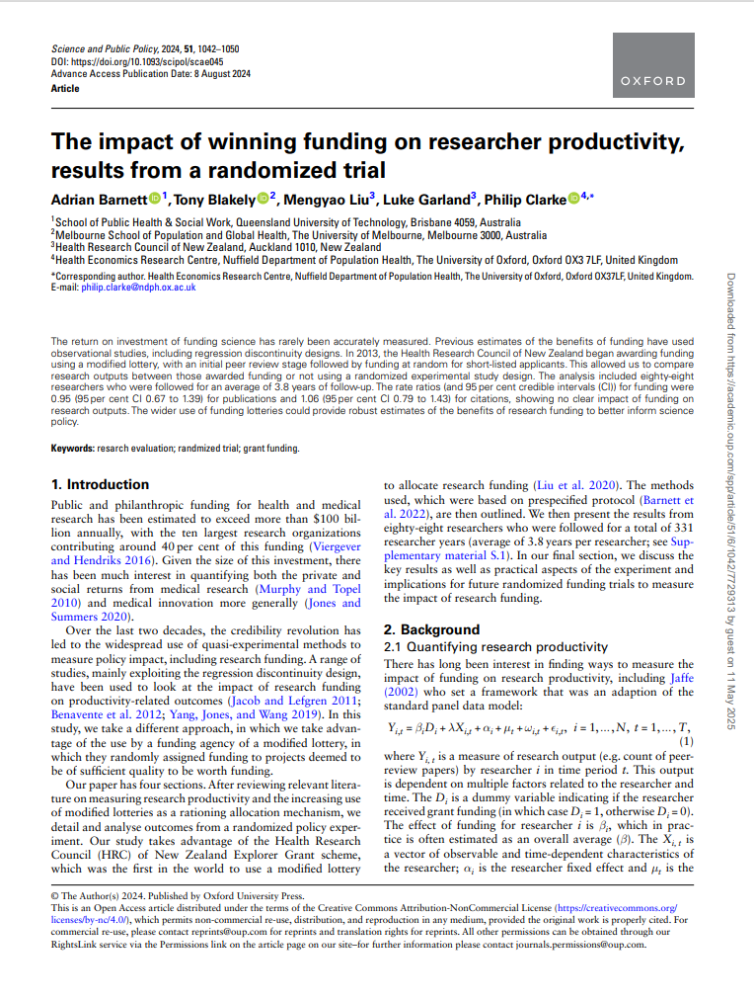 Science and Public Policy, 2024, 51, 1042–1050
DOI: https://doi.org/10.1093/scipol/scae045
Advance Access Publication Date: 8 August 2024
Article
OXFORD
The impact of winning funding on researcher productivity,
results from a randomized trial
Adrian Barnett 1, Tony Blakely 2, Mengyao Liu3, Luke Garland3, Philip Clarke 4,*
1School of Public Health & Social Work, Queensland University of Technology, Brisbane 4059, Australia
2Melbourne School of Population and Global Health, The University of Melbourne, Melbourne 3000, Australia
3Health Research Council of New Zealand, Auckland 1010, New Zealand
4Health Economics Research Centre, Nuffield Department of Population Health, The University of Oxford, Oxford OX3 7LF, United Kingdom
*Corresponding author. Health Economics Research Centre, Nuffield Department of Population Health, The University of Oxford, Oxford OX37LF, United Kingdom.
E-mail: philip.clarke@ndph.ox.ac.uk
The return on investment of funding science has rarely been accurately measured. Previous estimates of the benefits of funding have used
observational studies, including regression discontinuity designs. In 2013, the Health Research Council of New Zealand began awarding funding
using a modified lottery, with an initial peer review stage followed by funding at random for short-listed applicants. This allowed us to compare
research outputs between those awarded funding or not using a randomized experimental study design. The analysis included eighty-eight
researchers who were followed for an average of 3.8 years of follow-up. The rate ratios (and 95 per cent credible intervals (CI)) for funding were
0.95 (95 per cent CI 0.67 to 1.39) for publications and 1.06 (95 per cent CI 0.79 to 1.43) for citations, showing no clear impact of funding on
research outputs. The wider use of funding lotteries could provide robust estimates of the benefits of research funding to better inform science
policy.
Keywords: resarch evaluation; randmized trial; grant funding.
1. Introduction
Public and philanthropic funding for health and medical
research has been estimated to exceed more than $100 bil-
lion annually, with the ten largest research organizations
contributing around 40 per cent of this funding (Viergever
and Hendriks 2016). Given the size of this investment, there
has been much interest in quantifying both the private and
social returns from medical research (Murphy and Topel
2010) and medical innovation more generally (Jones and
Summers 2020).
Over the last two decades, the credibility revolution has
led to the widespread use of quasi-experimental methods to
measure policy impact, including research funding. A range of
studies, mainly exploiting the regression discontinuity design,
have been used to look at the impact of research funding
on productivity-related outcomes (Jacob and Lefgren 2011;
Benavente et al. 2012; Yang, Jones, and Wang 2019). In this
study, we take a different approach, in which we take advan-
tage of the use by a funding agency of a modified lottery,
in which they randomly assigned funding to projects deemed to
be of sufficient quality to be worth funding.
Our paper has four sections. After reviewing relevant litera-
ture on measuring research productivity and the increasing use
of modified lotteries as a rationing allocation mechanism, we
detail and analyse outcomes from a randomized policy exper-
iment. Our study takes advantage of the Health Research
Council (HRC) of New Zealand Explorer Grant scheme,
which was the first in the world to use a modified lottery
to allocate research funding (Liu et al. 2020). The methods
used, which were based on prespecified protocol (Barnett et
al. 2022), are then outlined. We then present the results from
eighty-eight researchers who were followed for a total of 331
researcher years (average of 3.8 years per researcher; see Sup-
plementary material S.1). In our final section, we discuss the
key results as well as practical aspects of the experiment and
implications for future randomized funding trials to measure
the impact of research funding.
2. Background
2.1 Quantifying research productivity
There has long been interest in finding ways to measure the
impact of funding on research productivity, including Jaffe
(2002) who set a framework that was an adaption of the
standard panel data model:
Yi,t = βiDi + λXi,t + αi + μt + ωi,t + ϵi,t, i = 1,…,N, t = 1,…,T,
(1)
where Yi,t is a measure of research output (e.g. count of peer-
review papers) by researcher i in time period t. This output
is dependent on multiple factors related to the researcher and
time. The Di is a dummy variable indicating if the researcher
received grant funding (in which case Di = 1, otherwise Di = 0).
The effect of funding for researcher i is βi, which in prac-
tice is often estimated as an overall average (β). The Xi,t is
a vector of observable and time-dependent characteristics of
the researcher; αi is the researcher fixed effect and μt is the
© The Author(s) 2024. Published by Oxford University Press.
This is an Open Access article distributed under the terms of the Creative Commons Attribution-NonCommercial License (https://creativecommons.org/
licenses/by-nc/4.0/), which permits non-commercial re-use, distribution, and reproduction in any medium, provided the original work is properly cited. For
commercial re-use, please contact reprints@oup.com for reprints and translation rights for reprints. All other permissions can be obtained through our
RightsLink service via the Permissions link on the article page on our site–for further information please contact journals.permissions@oup.com.
Downloaded from https://academic.oup.com/spp/article/51/6/1042/7729313 by guest on 11 May 2025